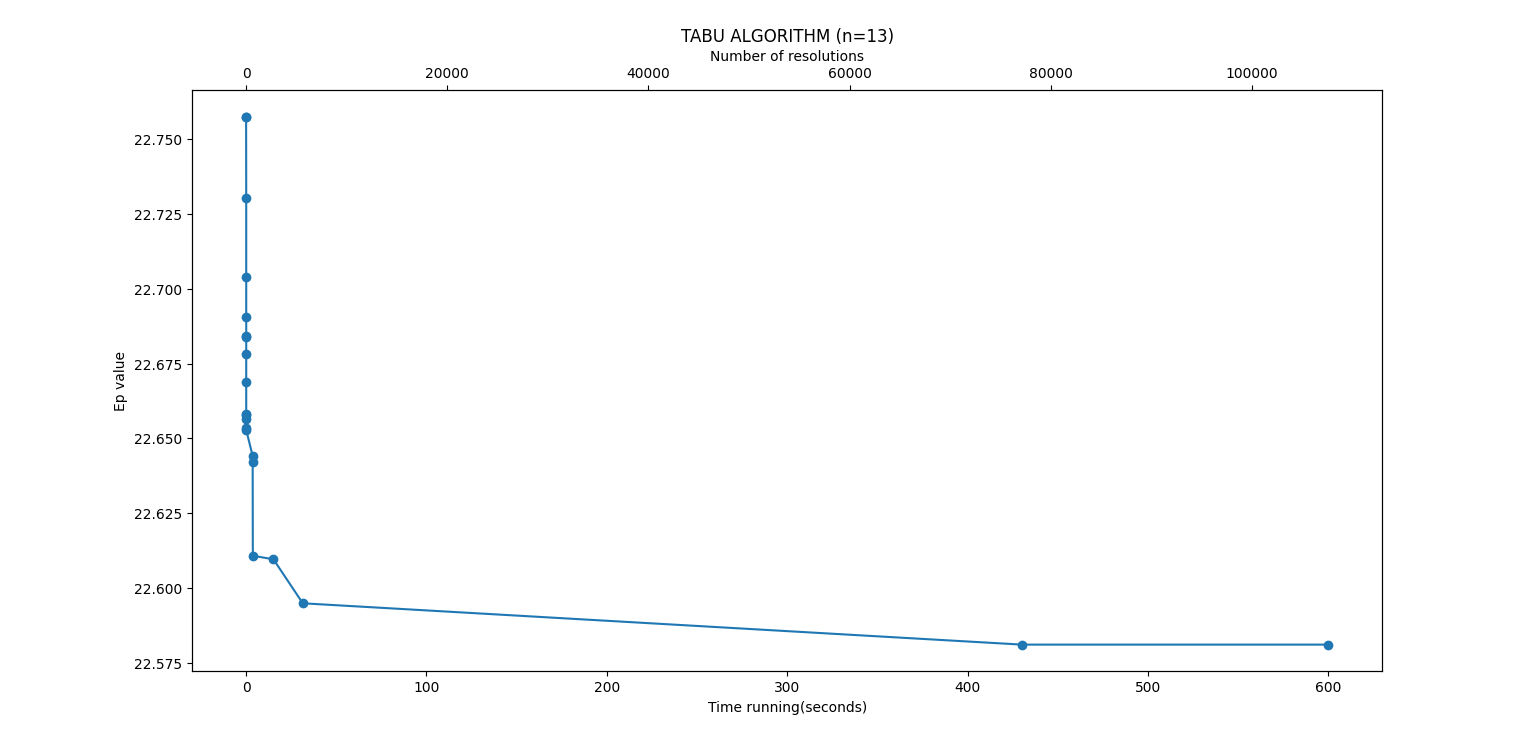 TABU ALGORITHM (n=13)
Number of resolutions
0 20000 40000 60000 80000 100000
22.750
22.725
22.700
22.675
22.650
22.625
22.600
22.575
Ep value
0 100 200 300 400 500 600
Time running(seconds)